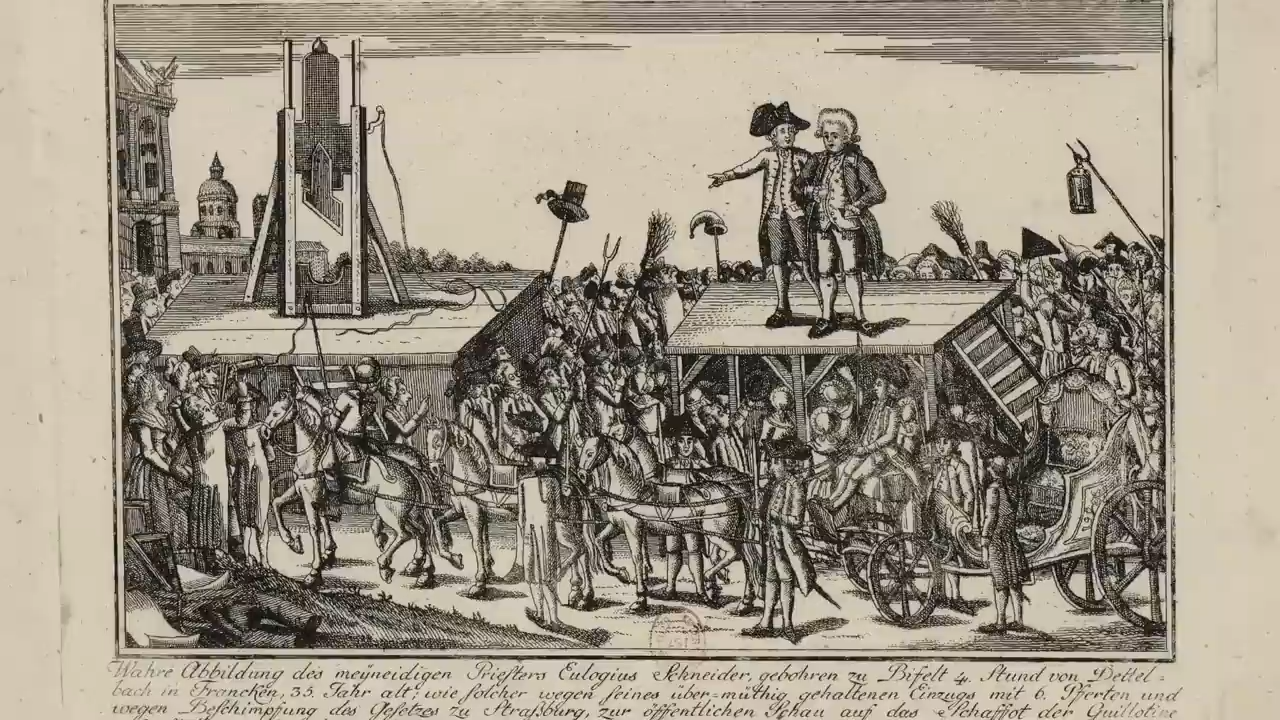 Wahre Abbildung des meÿneidigen Priesters Eulogius Schneider, gebohren zu Bifelt 4. Stund von Dettel=
bach in Francken, 35. Jahr alt, wie solcher wegen seines über=müthig gehaltenen Einzugs mit 6. Pferten und
wegen Beschimpfung des Gesetzes zu Straßburg, zur öffentlichen Schau auf das Schaffot der Guillotine